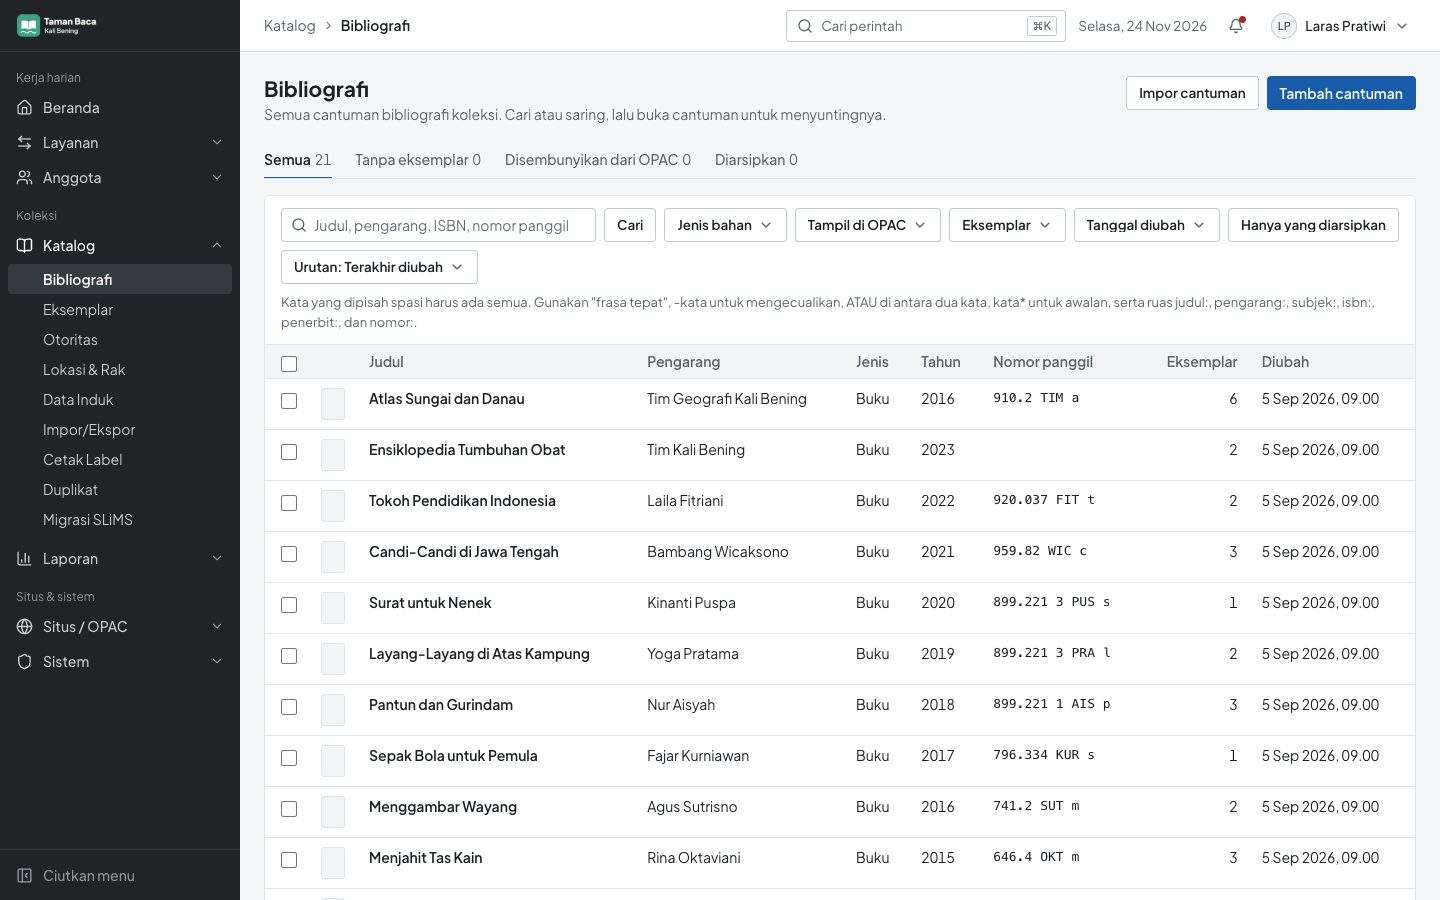 Taman Baca
Kali Bening
Katalog > Bibliografi
Cari perintah ⌘K
Selasa, 24 Nov 2026
LP Laras Pratiwi
Kerja harian
Beranda
Layanan
Anggota
Koleksi
Katalog
Bibliografi
Eksemplar
Otoritas
Lokasi & Rak
Data Induk
Impor/Ekspor
Cetak Label
Duplikat
Migrasi SLiMS
Laporan
Situs & sistem
Situs / OPAC
Sistem
Ciutkan menu
Bibliografi
Semua cantuman bibliografi koleksi. Cari atau saring, lalu buka cantuman untuk menyuntingnya.
Impor cantuman
Tambah cantuman
Semua 21 Tanpa eksemplar 0 Disembunyikan dari OPAC 0 Diarsipkan 0
Judul, pengarang, ISBN, nomor panggil Cari Jenis bahan Tampil di OPAC Eksemplar Tanggal diubah Hanya yang diarsipkan
Urutan: Terakhir diubah
Kata yang dipisah spasi harus ada semua. Gunakan "frasa tepat", -kata untuk mengecualikan, ATAU di antara dua kata, kata* untuk awalan, serta ruas judul:, pengarang:, subjek:, isbn:,
penerbit:, dan nomor:.
Judul Pengarang Jenis Tahun Nomor panggil Eksemplar Diubah
Atlas Sungai dan Danau Tim Geografi Kali Bening Buku 2016 910.2 TIM a 6 5 Sep 2026, 09.00
Ensiklopedia Tumbuhan Obat Tim Kali Bening Buku 2023 2 5 Sep 2026, 09.00
Tokoh Pendidikan Indonesia Laila Fitriani Buku 2022 920.037 FIT t 2 5 Sep 2026, 09.00
Candi-Candi di Jawa Tengah Bambang Wicaksono Buku 2021 959.82 WIC c 3 5 Sep 2026, 09.00
Surat untuk Nenek Kinanti Puspa Buku 2020 899.221 3 PUS s 1 5 Sep 2026, 09.00
Layang-Layang di Atas Kampung Yoga Pratama Buku 2019 899.221 3 PRA l 2 5 Sep 2026, 09.00
Pantun dan Gurindam Nur Aisyah Buku 2018 899.221 1 AIS p 3 5 Sep 2026, 09.00
Sepak Bola untuk Pemula Fajar Kurniawan Buku 2017 796.334 KUR s 1 5 Sep 2026, 09.00
Menggambar Wayang Agus Sutrisno Buku 2016 741.2 SUT m 2 5 Sep 2026, 09.00
Menjahit Tas Kain Rina Oktaviani Buku 2015 646.4 OKT m 3 5 Sep 2026, 09.00